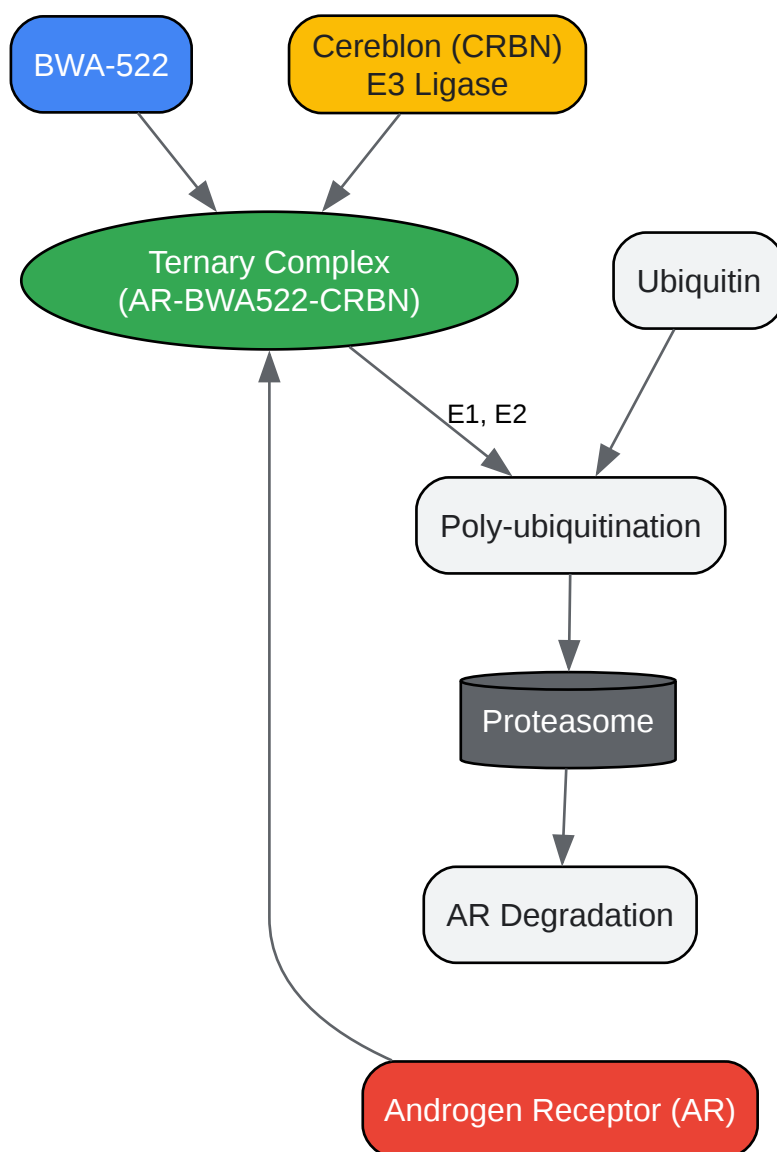 BWA-522
Cereblon (CRBN)
E3 Ligase
Ternary Complex
(AR-BWA522-CRBN)
Ubiquitin
E1, E2
Poly-ubiquitination
Proteasome
AR Degradation
Androgen Receptor (AR)